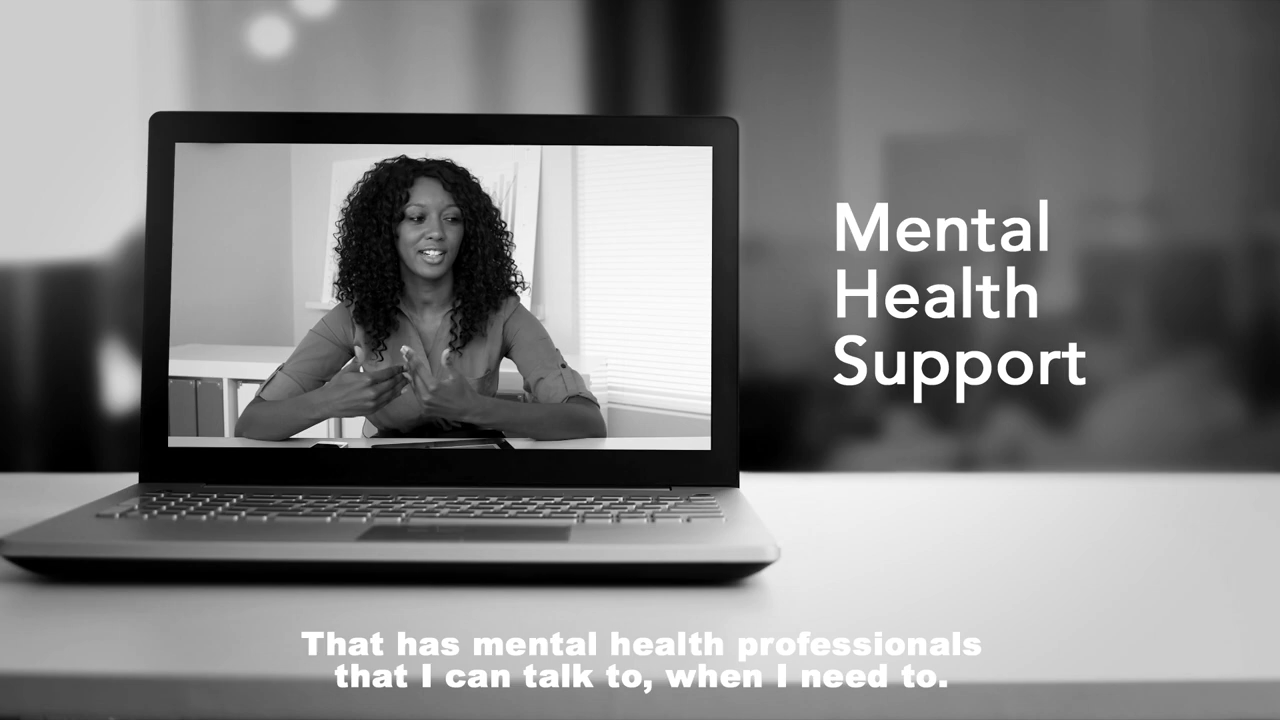 Mental
Health
Support
That has mental health professionals
that I can talk to, when I need to.